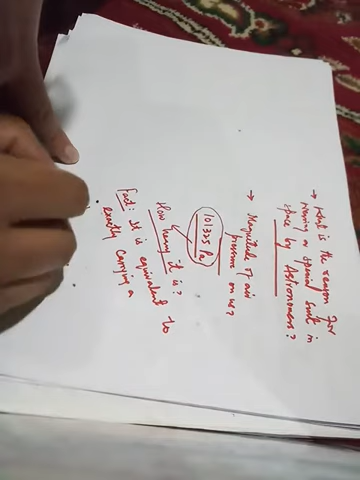 → What is the reason for
wearing a special suit in
space by Astronomers?
→ Magnitude of air
pressure on us?
101325 Pa
How heavy it is?
Fact: It is equivalent to
exactly carrying a